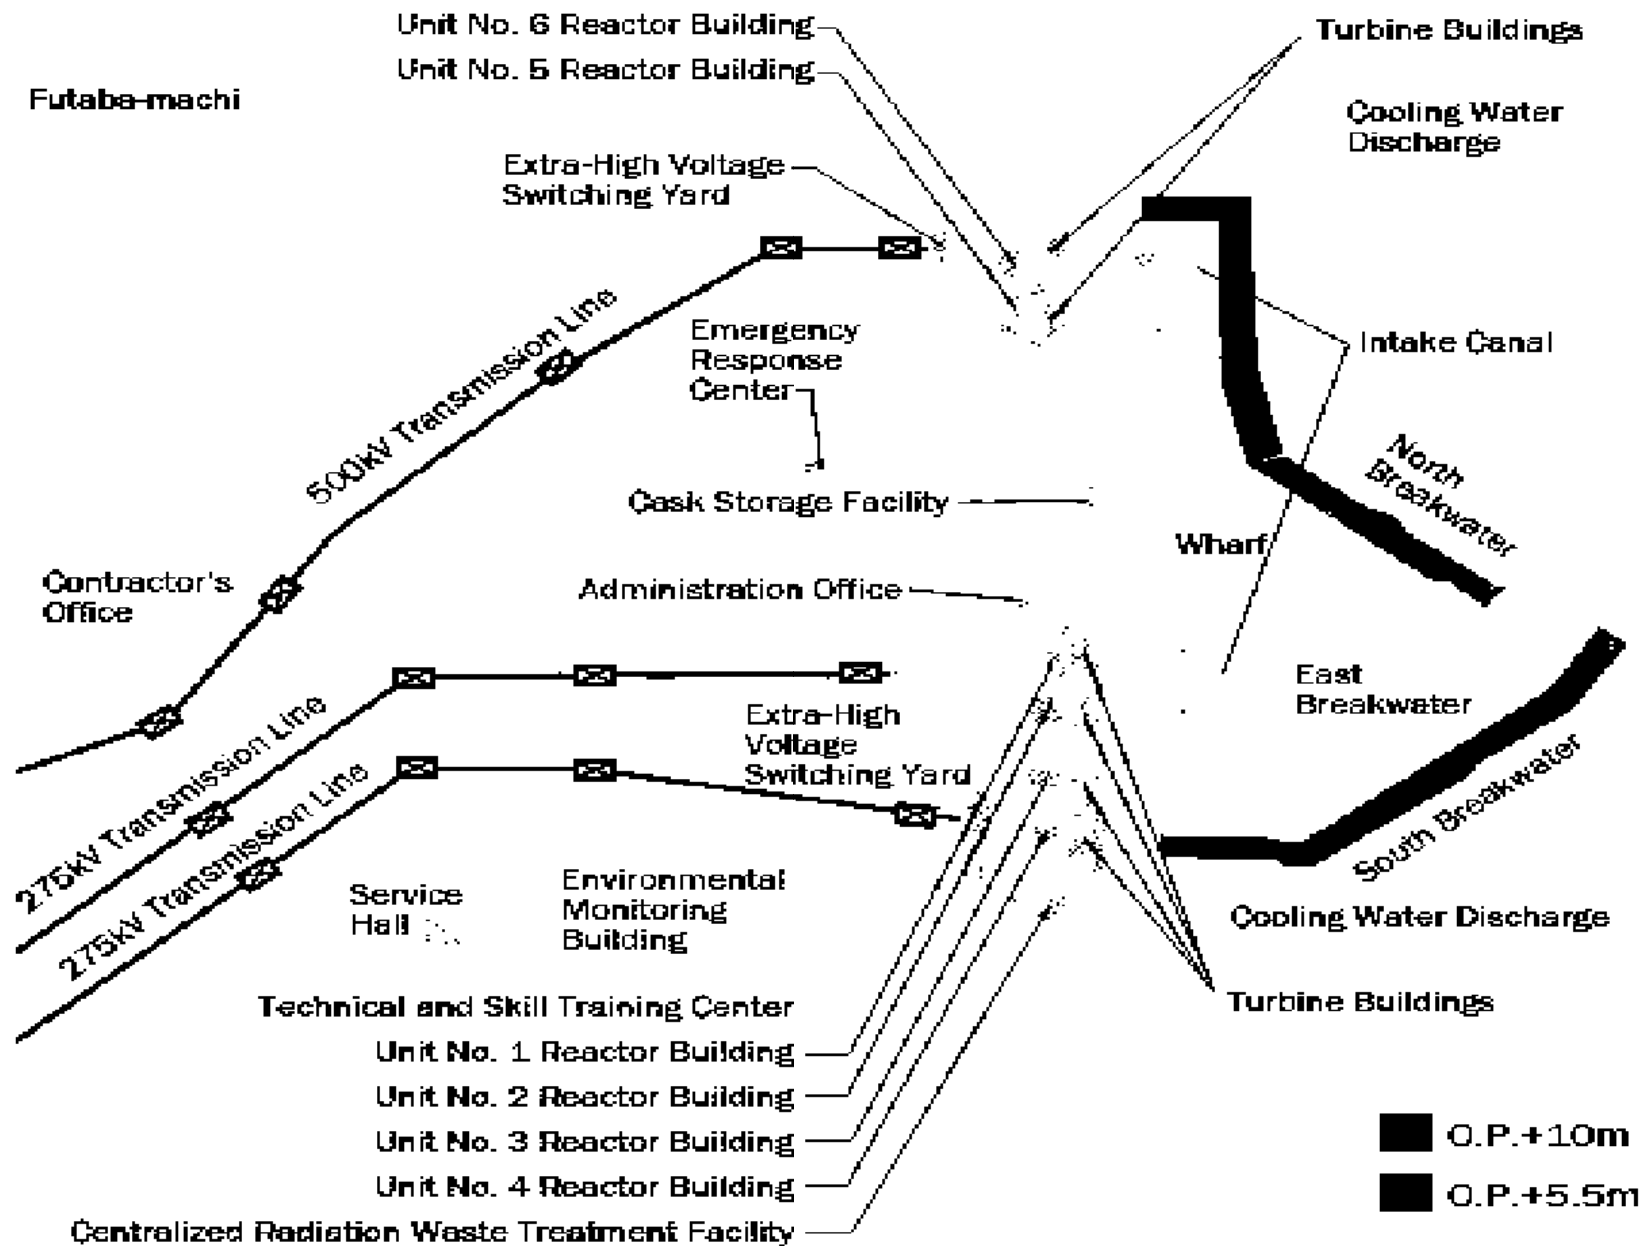 Unit No. 6 Reactor Building
Turbine Buildings
Unit No. 5 Reactor Building
Futaba-machi
Cooling Water
Discharge
Extra-High Voltage
Switching Yard
500kV Transmission Line
Emergency
Response
Center
Intake Canal
North
Breakwater
Cask Storage Facility
Wharf
Contractor's
Office
Administration Office
East
Breakwater
275kV Transmission Line
Extra-High
Voltage
Switching Yard
275kV Transmission Line
South Breakwater
Service
Hall
Environmental
Monitoring
Building
Cooling Water Discharge
Technical and Skill Training Center
Turbine Buildings
Unit No. 1 Reactor Building
Unit No. 2 Reactor Building
Unit No. 3 Reactor Building
Unit No. 4 Reactor Building
Centralized Radiation Waste Treatment Facility
O.P.+10m
O.P.+5.5m